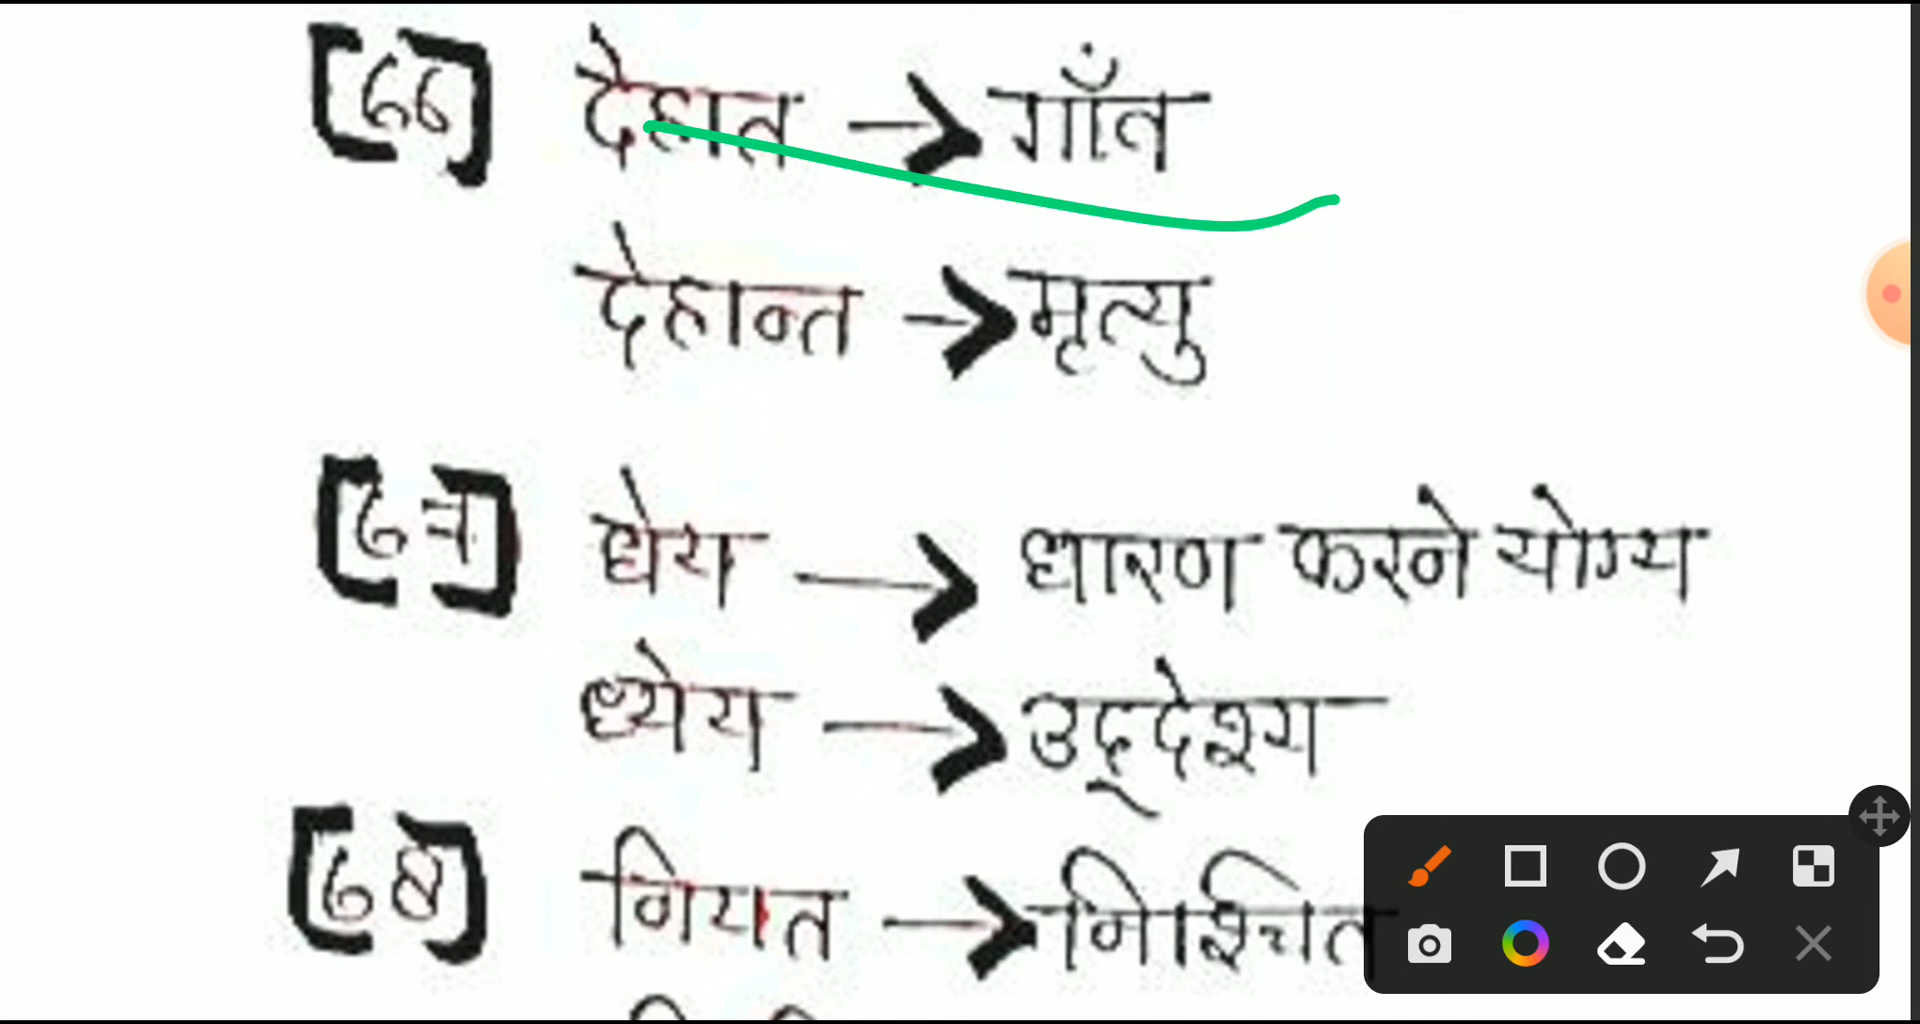 [66] देहात → गाँव
देहान्त → मृत्यु
[67] धेय → धारण करने योग्य
ध्येय → उद्देश्य
[68] नियत → निश्चित